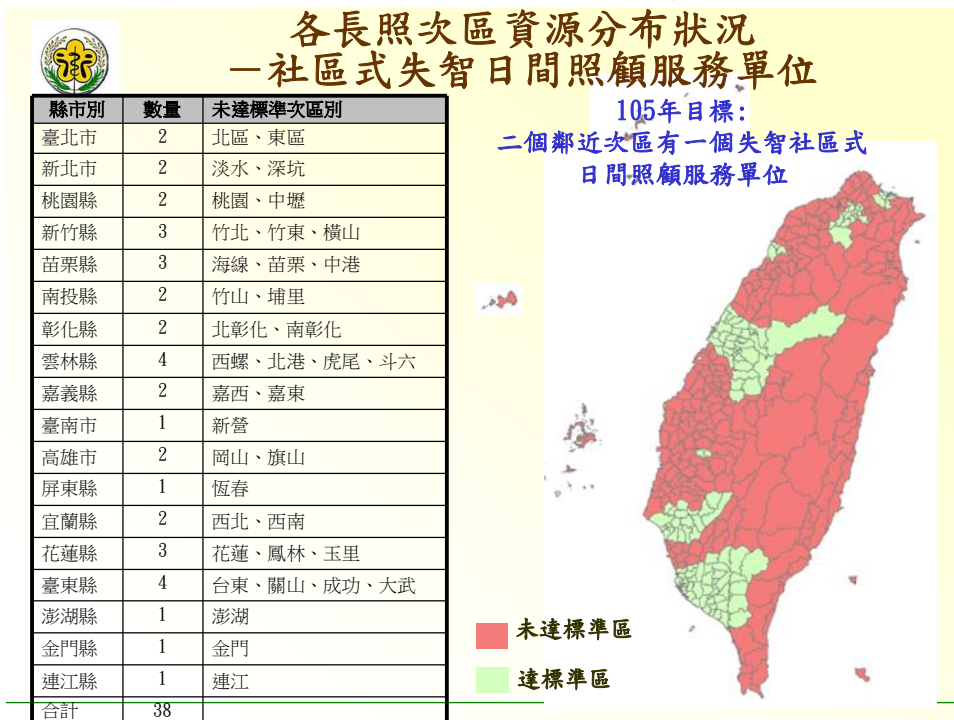 各長照次區資源分布狀況
－社區式失智日間照顧服務單位
縣市別 數量 未達標準次區別
臺北市 2 北區、東區
新北市 2 淡水、深坑
桃園縣 2 桃園、中壢
新竹縣 3 竹北、竹東、橫山
苗栗縣 3 海線、苗栗、中港
南投縣 2 竹山、埔里
彰化縣 2 北彰化、南彰化
雲林縣 4 西螺、北港、虎尾、斗六
嘉義縣 2 嘉西、嘉東
臺南市 1 新營
高雄市 2 岡山、旗山
屏東縣 1 恆春
宜蘭縣 2 西北、西南
花蓮縣 3 花蓮、鳳林、玉里
臺東縣 4 台東、關山、成功、大武
澎湖縣 1 澎湖
金門縣 1 金門
連江縣 1 連江
合計 38
105年目標:
二個鄰近次區有一個失智社區式
日間照顧服務單位
未達標準區
達標準區